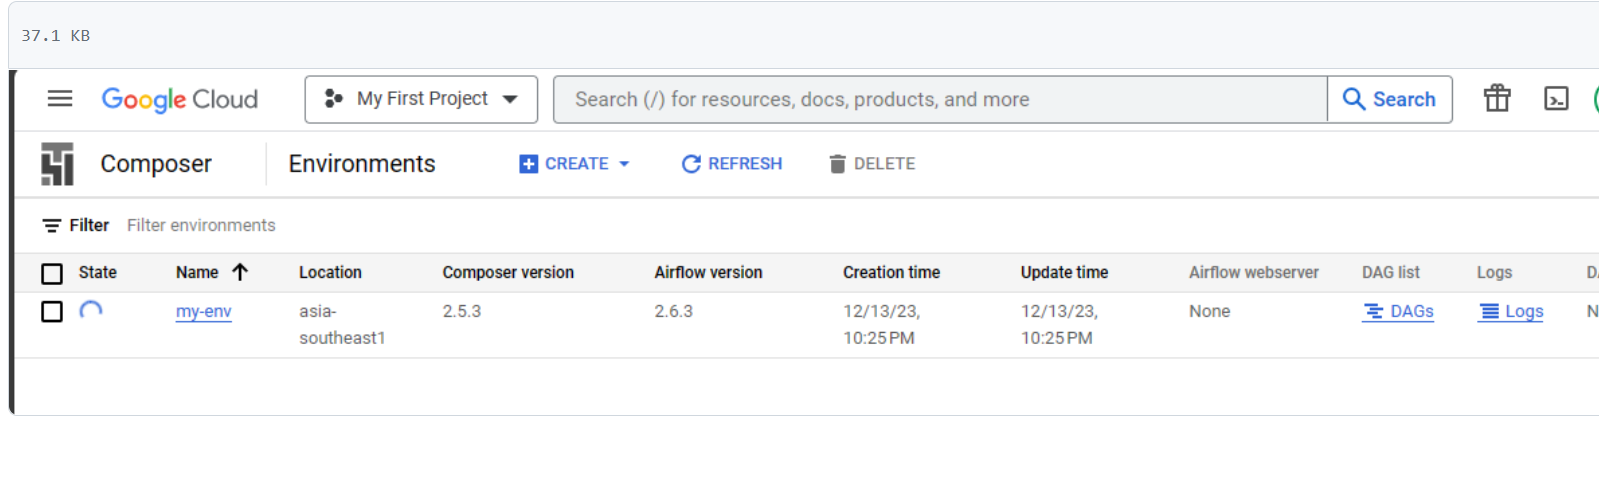 37.1 KB
Google Cloud My First Project Search (/) for resources, docs, products, and more Search
Composer Environments CREATE REFRESH DELETE
Filter Filter environments
State Name Location Composer version Airflow version Creation time Update time Airflow webserver DAG list Logs
my-env asia- 2.5.3 2.6.3 12/13/23, 12/13/23, None DAGs Logs N
southeast1 10:25 PM 10:25 PM